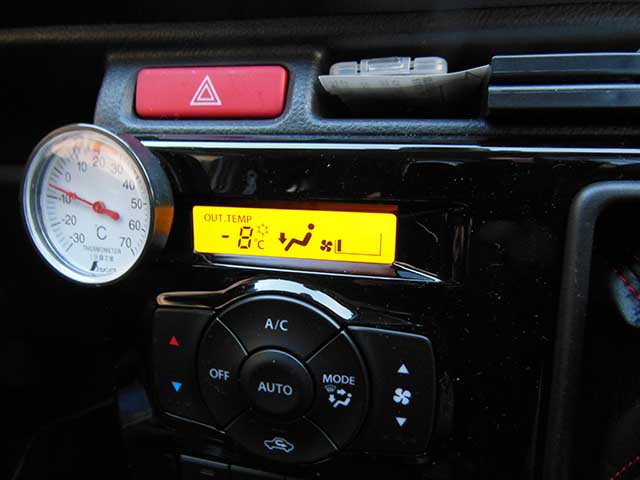 10
20
30
40
50
60
70
0
-10
-20
-30
°C
THERMOMETER
OUT.TEMP
-8 °C
A/C
OFF
AUTO
MODE